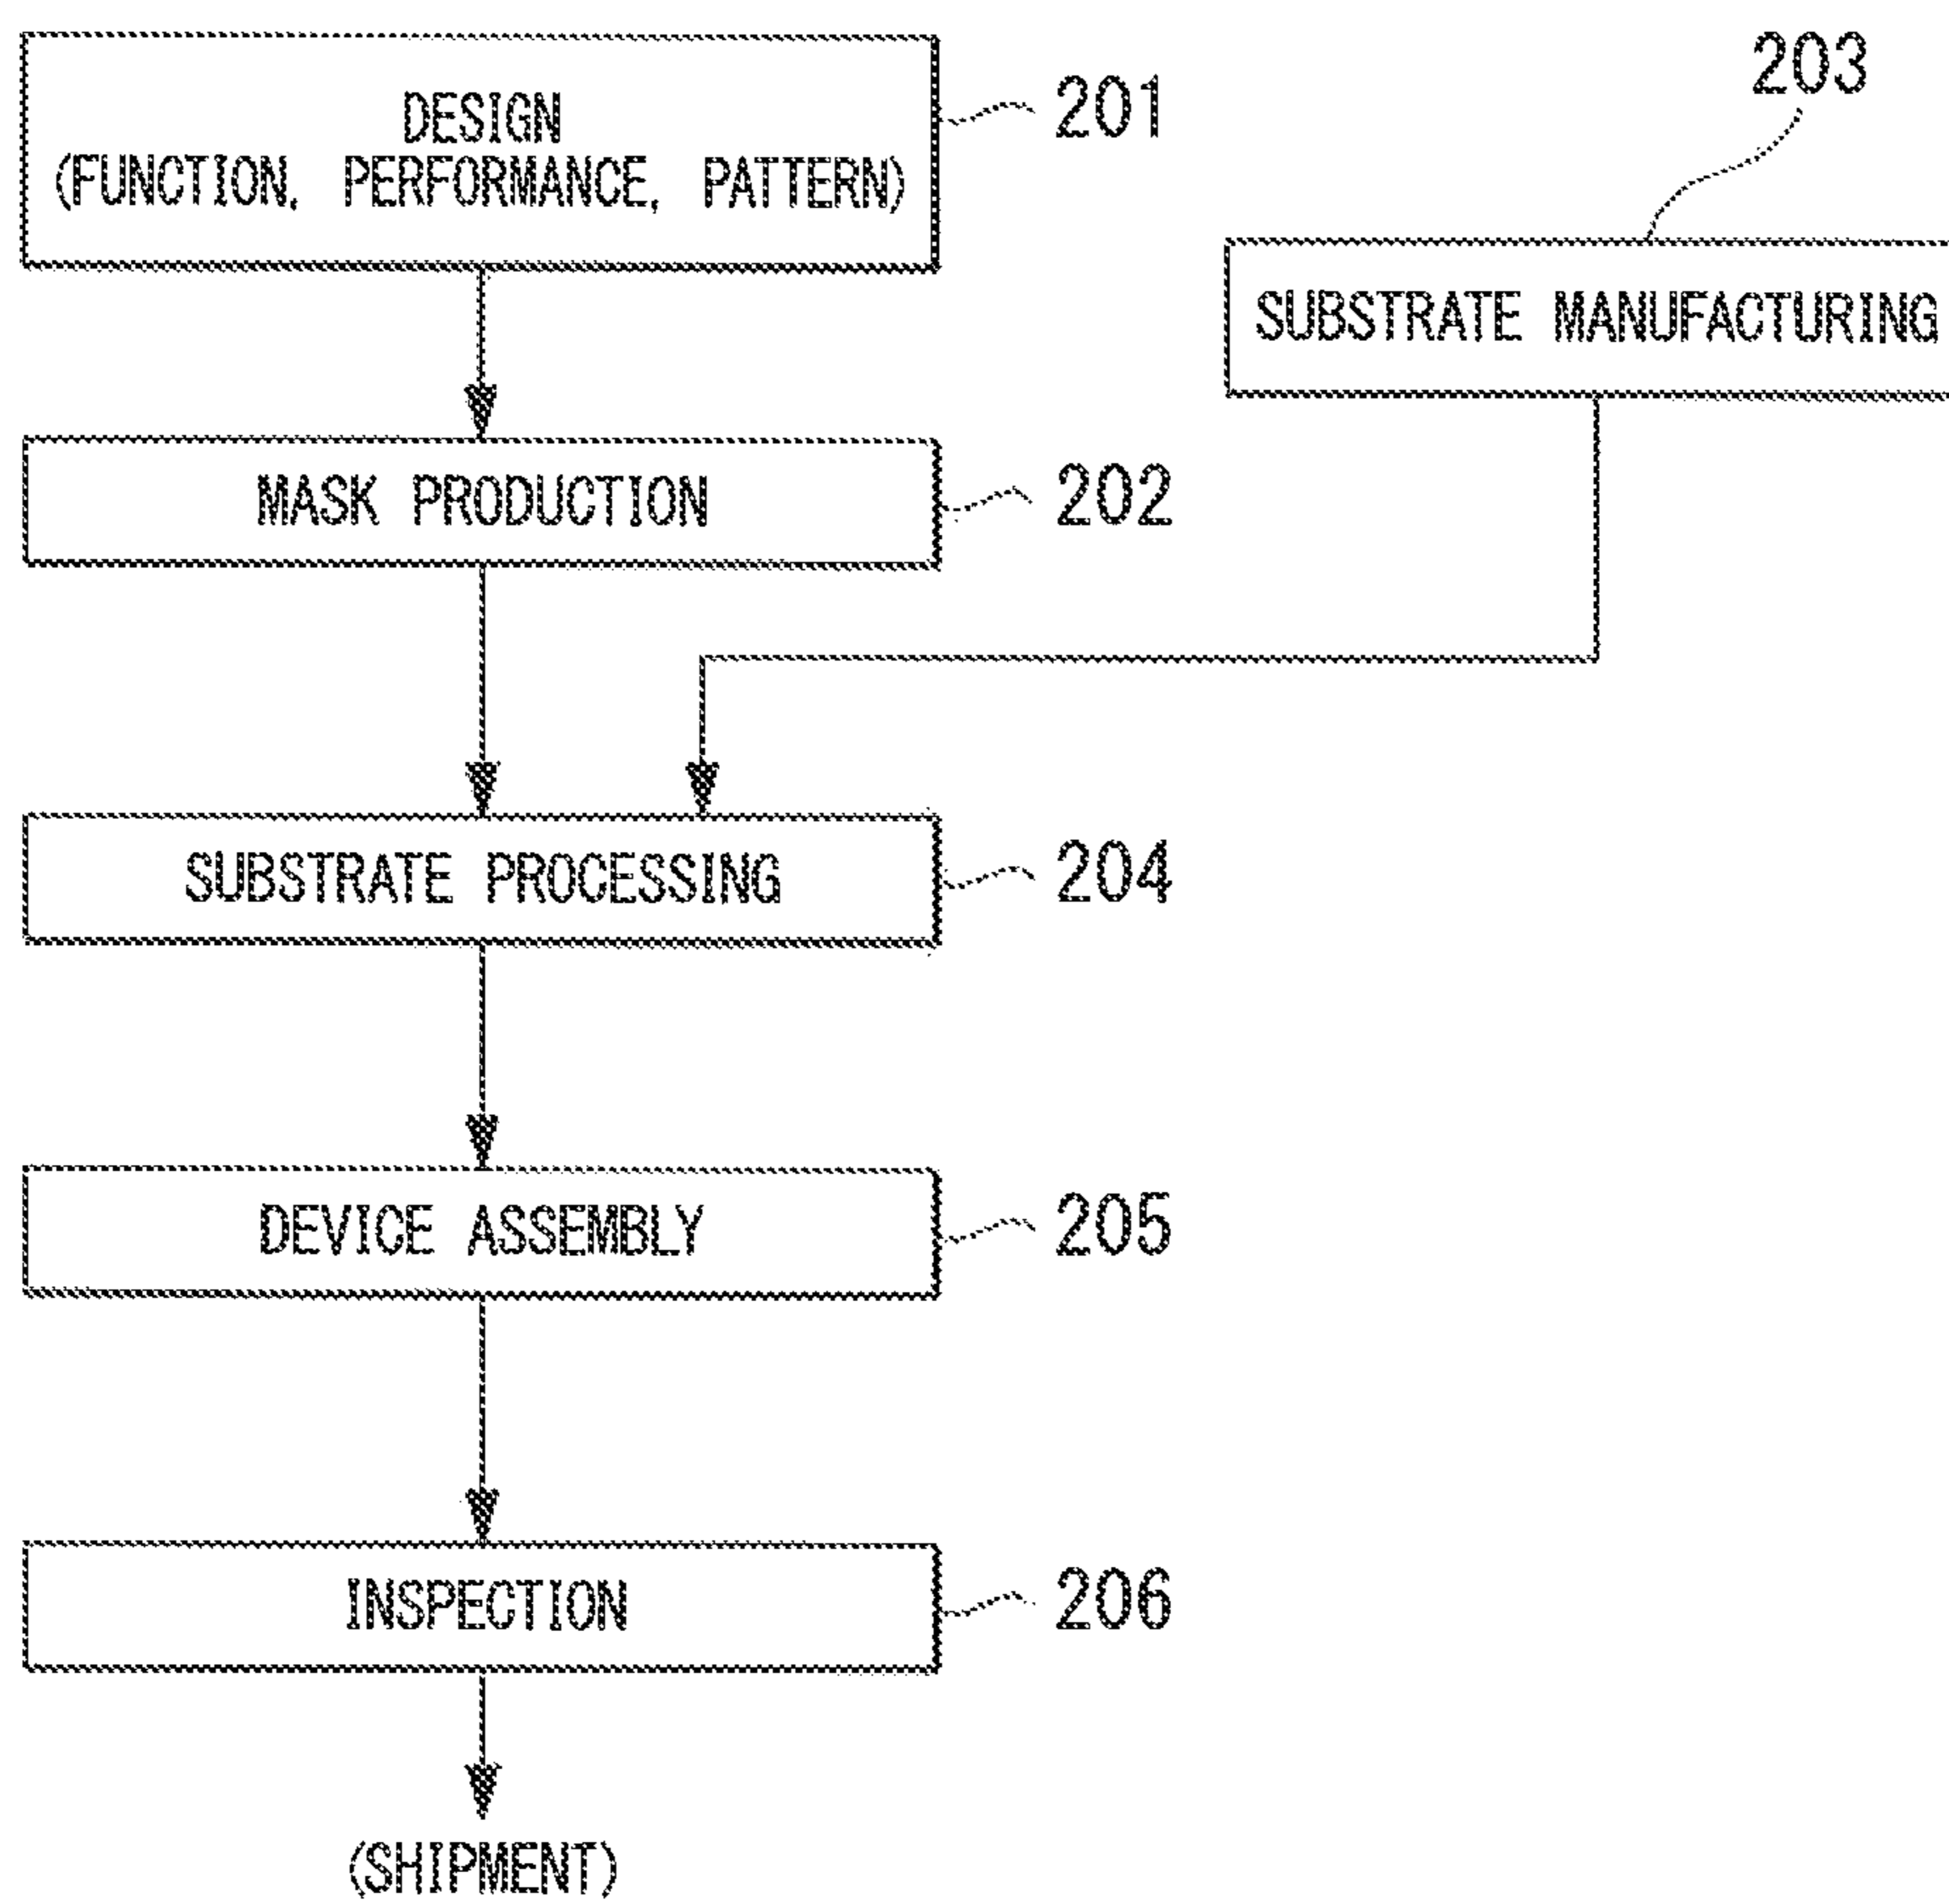 DESIGN
(FUNCTION, PERFORMANCE, PATTERN)
201
203
SUBSTRATE MANUFACTURING
MASK PRODUCTION
202
SUBSTRATE PROCESSING
204
DEVICE ASSEMBLY
205
INSPECTION
206
(SHIPMENT)